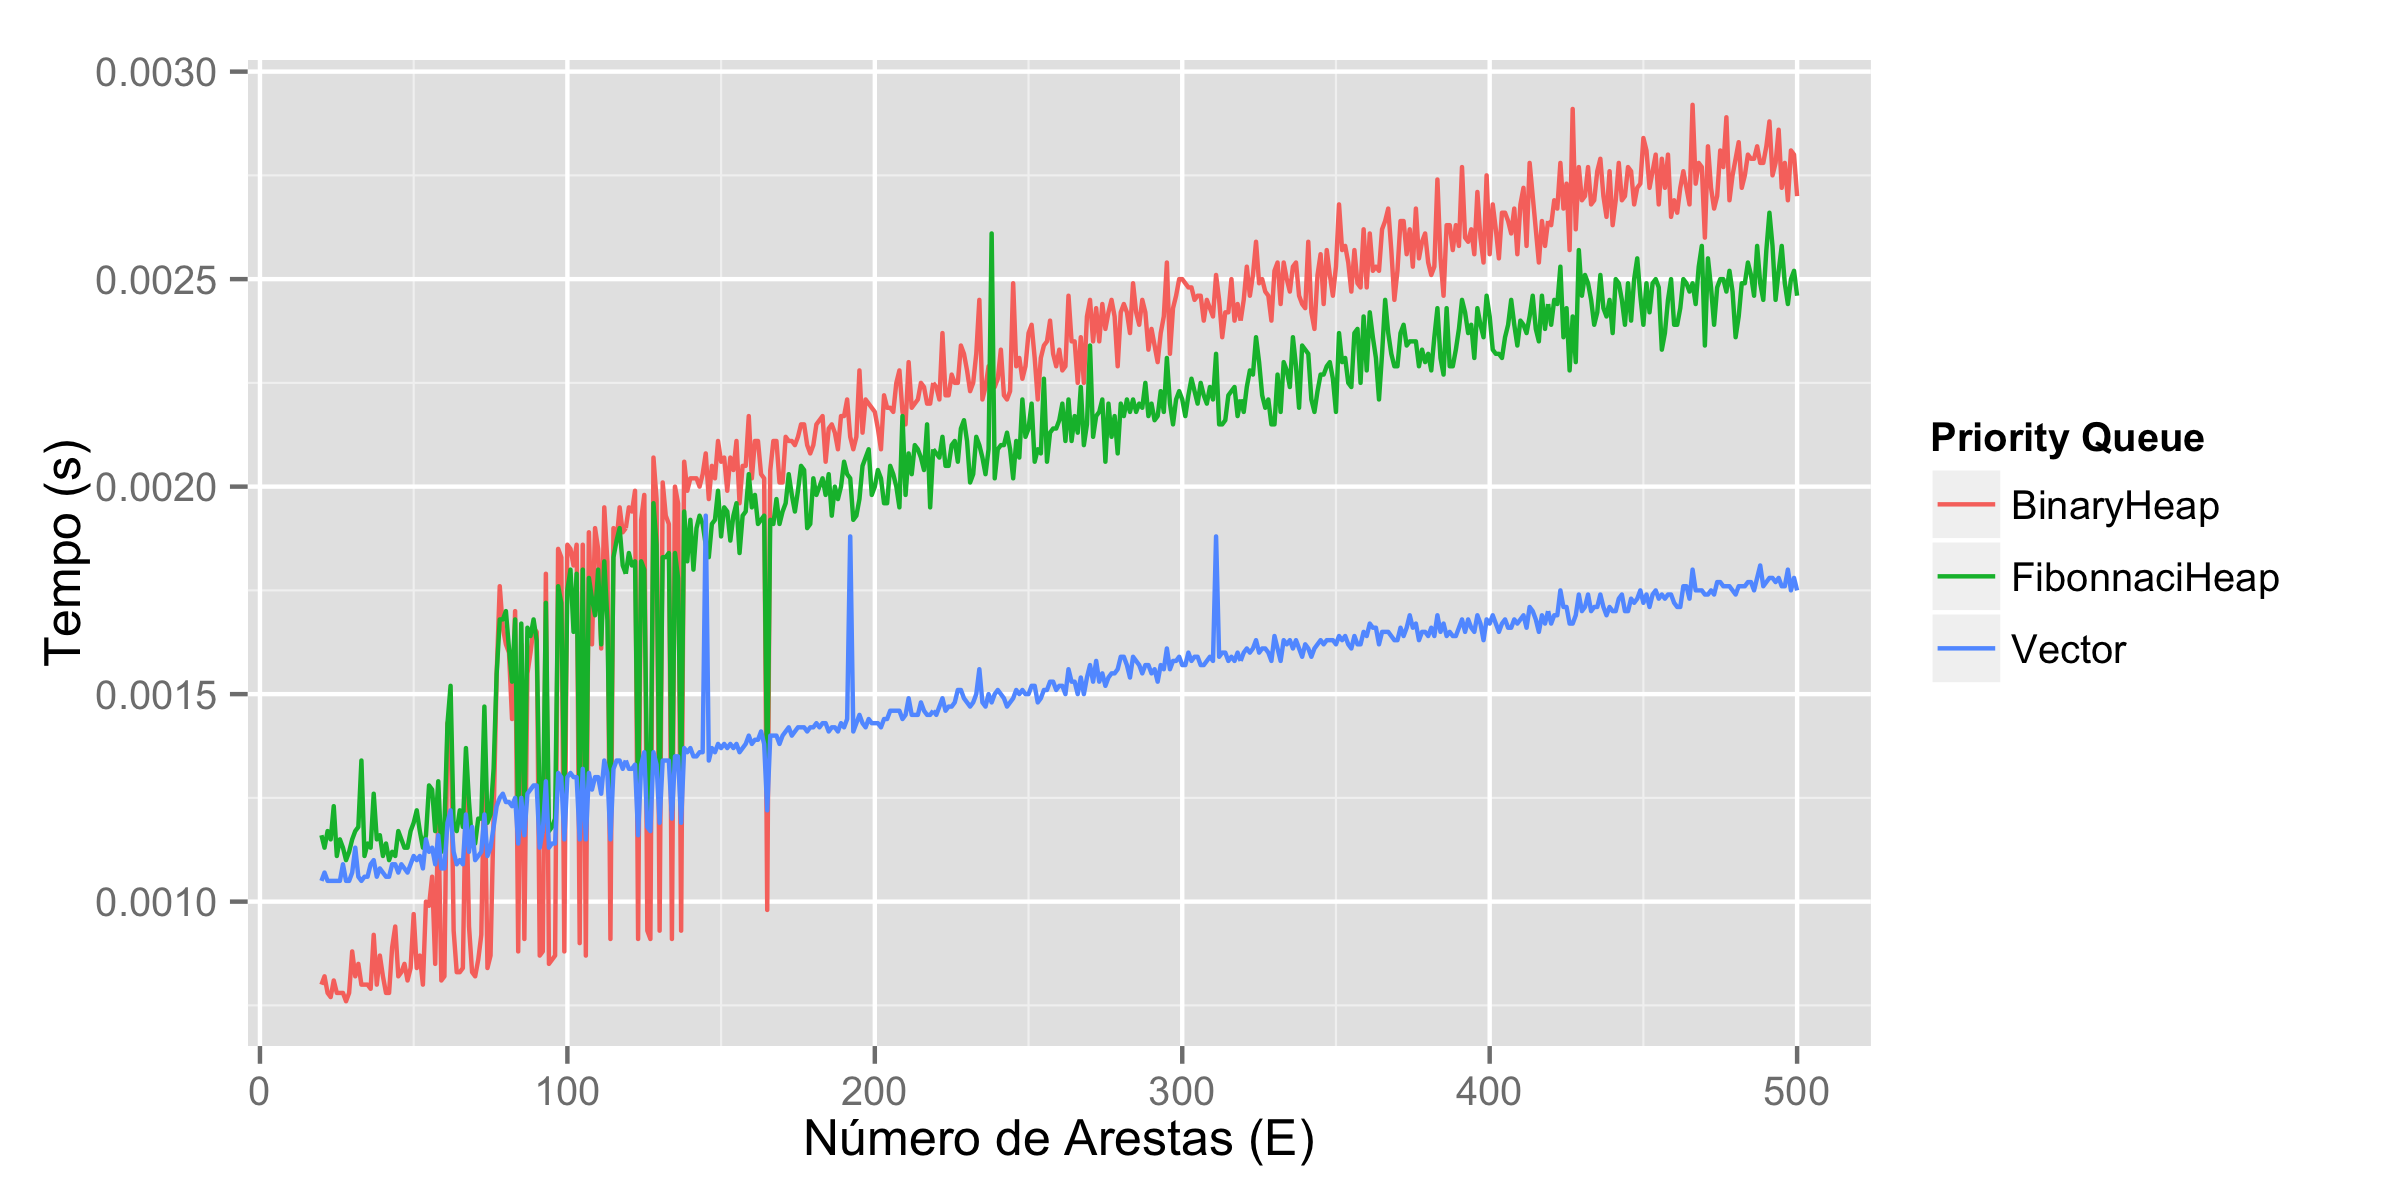 0.0030
0.0025
0.0020
0.0015
0.0010
Tempo (s)
0 100 200 300 400 500
Número de Arestas (E)
Priority Queue
BinaryHeap
FibonnaciHeap
Vector